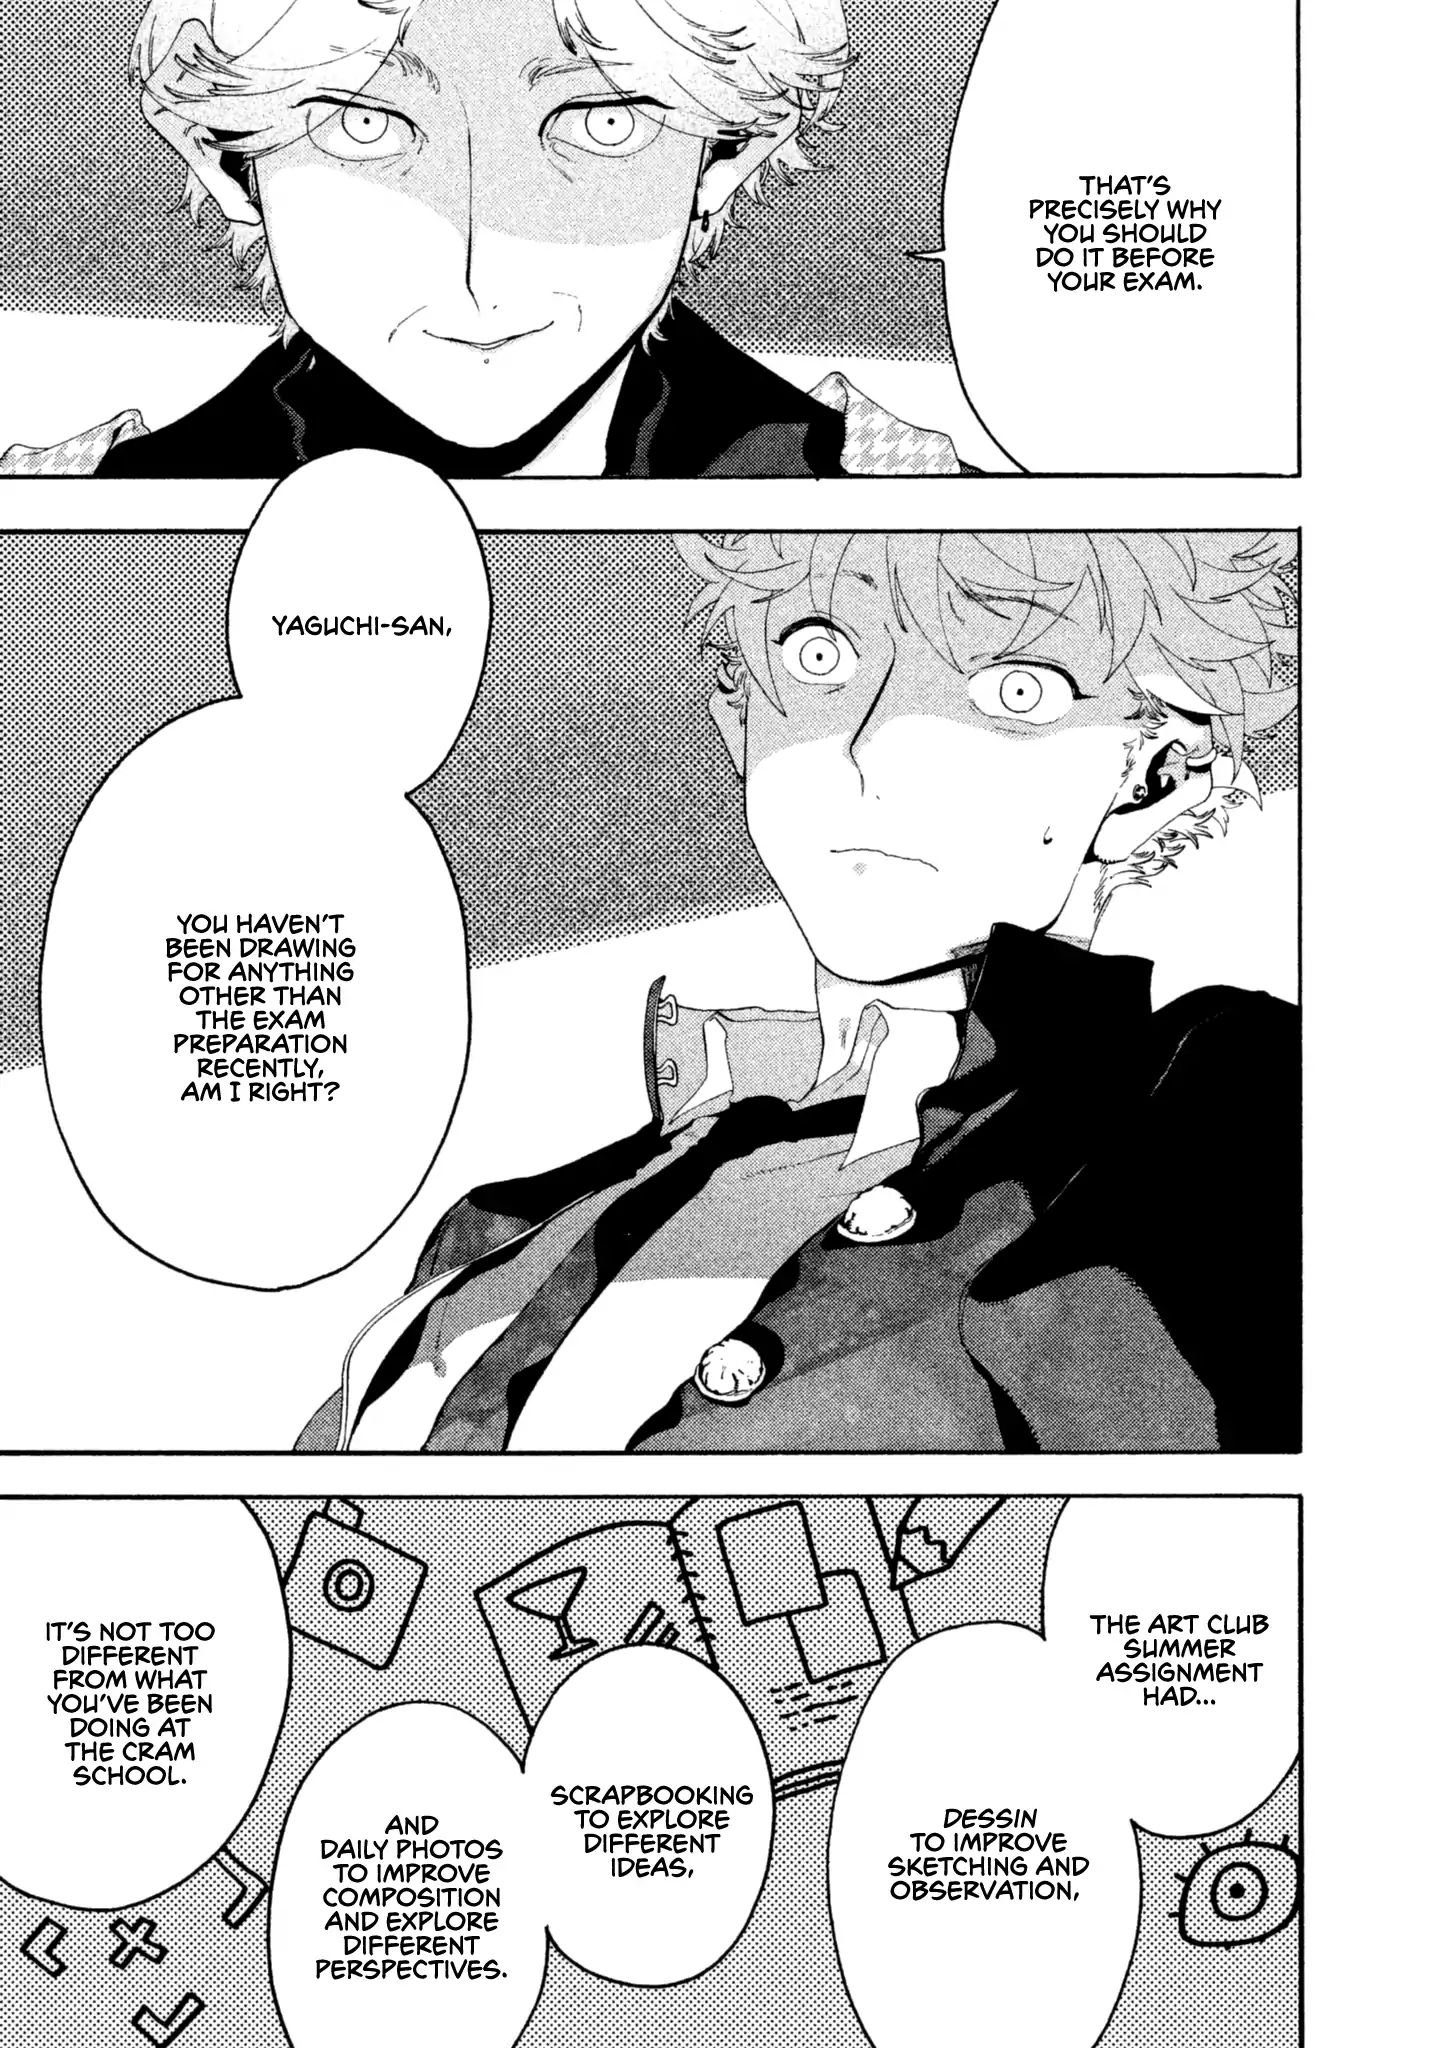 THAT'S
PRECISELY WHY
YOU SHOULD
DO IT BEFORE
YOUR EXAM.
YAGUCHI-SAN,
YOU HAVEN'T
BEEN DRAWING
FOR ANYTHING
OTHER THAN
THE EXAM
PREPARATION
RECENTLY,
AM I RIGHT?
THE ART CLUB
SUMMER
ASSIGNMENT
HAD...
DESSIN
TO IMPROVE
SKETCHING AND
OBSERVATION,
SCRAPBOOKING
TO EXPLORE
DIFFERENT
IDEAS,
AND
DAILY PHOTOS
TO IMPROVE
COMPOSITION
AND EXPLORE
DIFFERENT
PERSPECTIVES.
IT'S NOT TOO
DIFFERENT
FROM WHAT
YOU'VE BEEN
DOING AT
THE CRAM
SCHOOL.